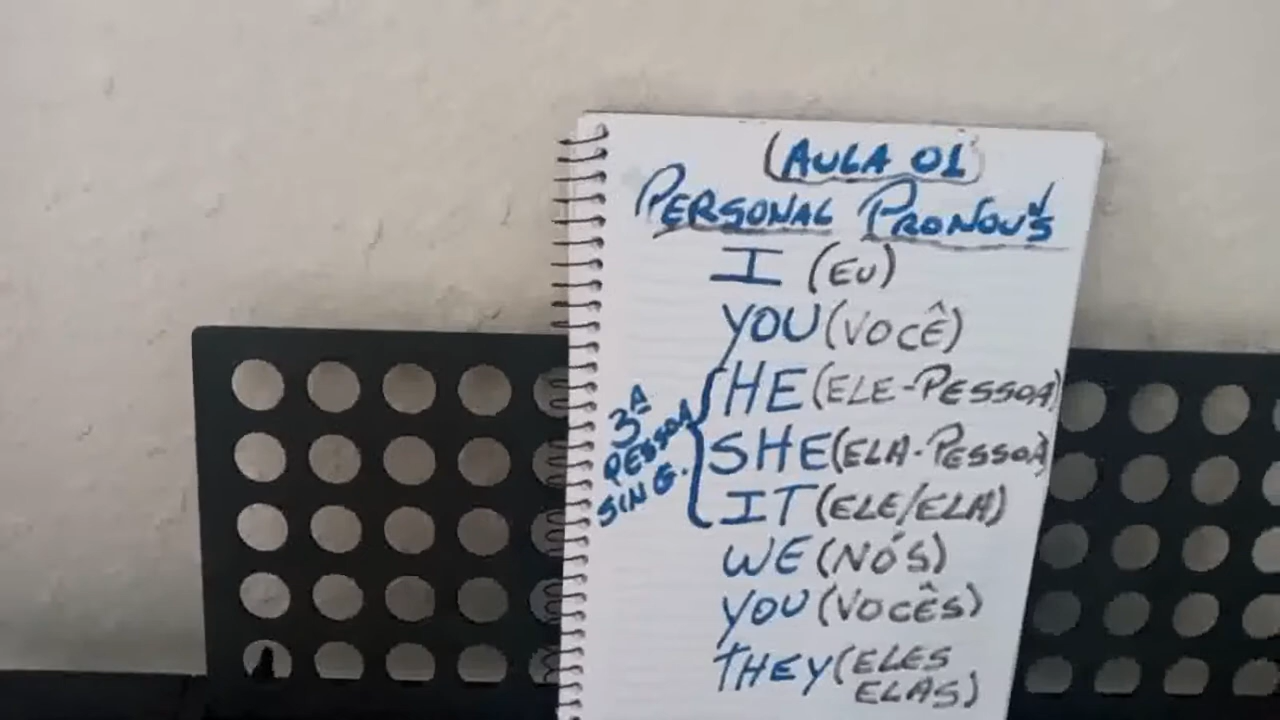 (AULA 01)
PERSONAL PRONOUNS
I (EU)
YOU (VOCÊ)
HE (ELE-PESSOA)
SHE (ELA-PESSOA)
IT (ELE/ELA)
3ª
PESSOA
SING.
WE (NÓS)
YOU (VOCÊS)
THEY (ELES
ELAS)